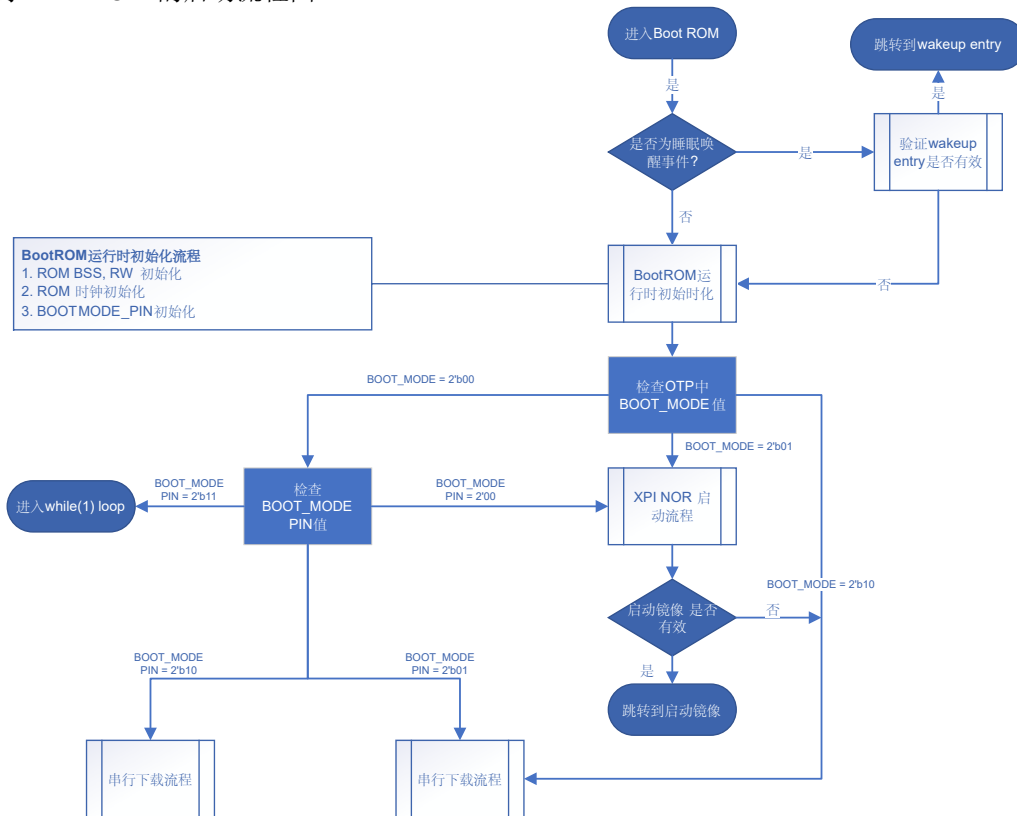 进入Boot ROM
跳转到wakeup entry
是
是
是否为睡眠唤
醒事件?
是
验证wakeup
entry是否有效
否
BootROM运行时初始化流程
1. ROM BSS, RW 初始化
2. ROM 时钟初始化
3. BOOTMODE_PIN初始化
BootROM运
行时初始时化
否
BOOT_MODE = 2'b00
检查OTP中
BOOT_MODE 值
BOOT_MODE = 2'b01
进入while(1) loop
BOOT_MODE
PIN = 2'b11
检查
BOOT_MODE
PIN值
BOOT_MODE
PIN = 2'00
XPI NOR 启
动流程
BOOT_MODE = 2'b10
启动镜像 是否
有效
否
BOOT_MODE
PIN = 2'b10
BOOT_MODE
PIN = 2'b01
是
跳转到启动镜像
串行下载流程
串行下载流程